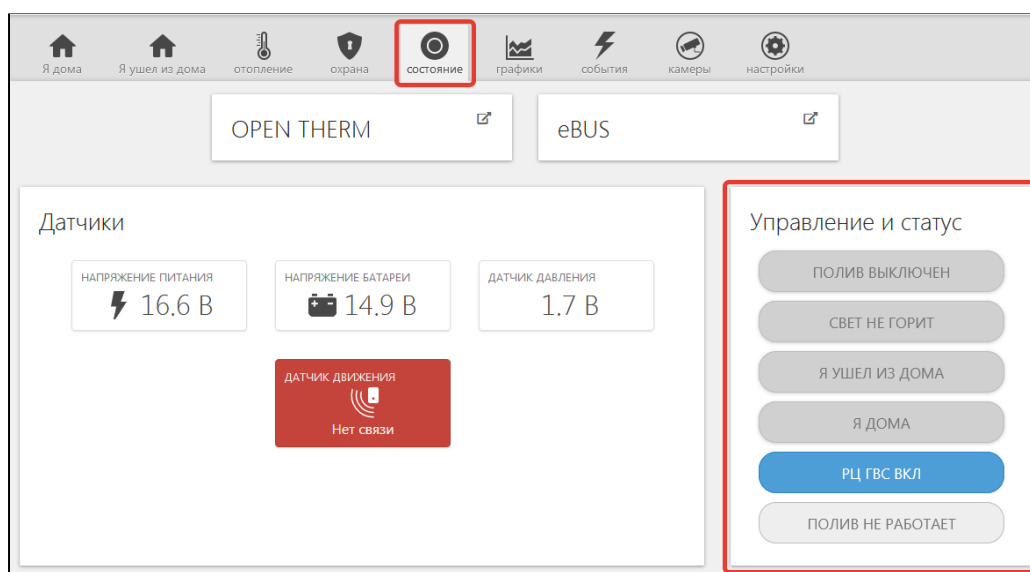 Я дома
Я ушел из дома
отопление
охрана
состояние
графики
события
камеры
настройки
OPEN THERM
eBUS
Датчики
НАПРЯЖЕНИЕ ПИТАНИЯ
16.6 В
НАПРЯЖЕНИЕ БАТАРЕИ
14.9 В
ДАТЧИК ДАВЛЕНИЯ
1.7 В
ДАТЧИК ДВИЖЕНИЯ
Нет связи
Управление и статус
ПОЛИВ ВЫКЛЮЧЕН
СВЕТ НЕ ГОРИТ
Я УШЕЛ ИЗ ДОМА
Я ДОМА
РЦ ГВС ВКЛ
ПОЛИВ НЕ РАБОТАЕТ